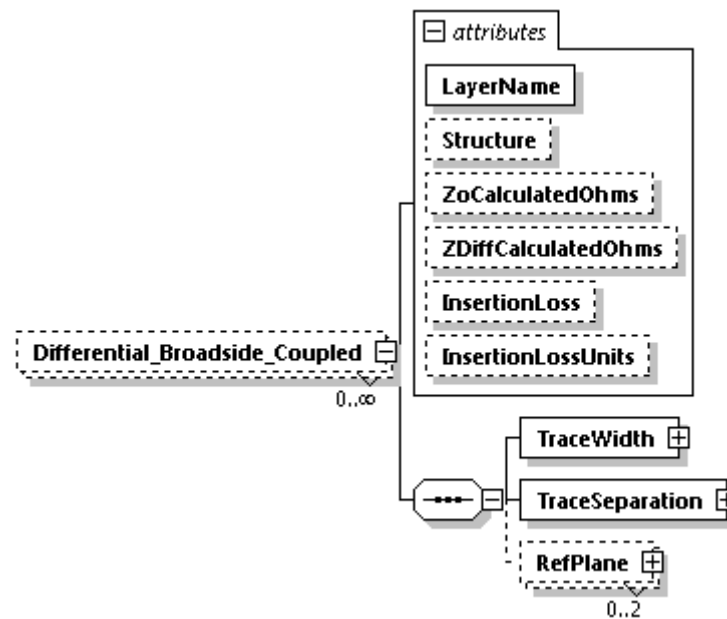 attributes
LayerName
Structure
ZoCalculatedOhms
ZDiffCalculatedOhms
InsertionLoss
InsertionLossUnits
Differential_Broadside_Coupled
0..∞
TraceWidth
TraceSeparation
RefPlane
0..2